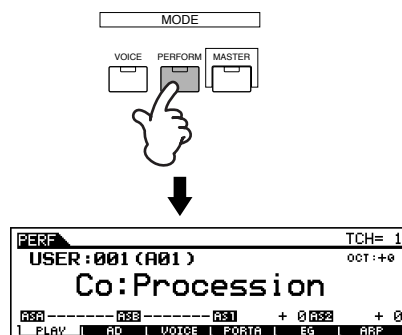 MODE
VOICE PERFORM MASTER
PERF TCH= 1
USER:001(A01) OCT:+0
Co:Procession
ASA -------ASB -------AS1 + 0 AS2 + 0
PLAY AD VOICE PORTA EG ARP